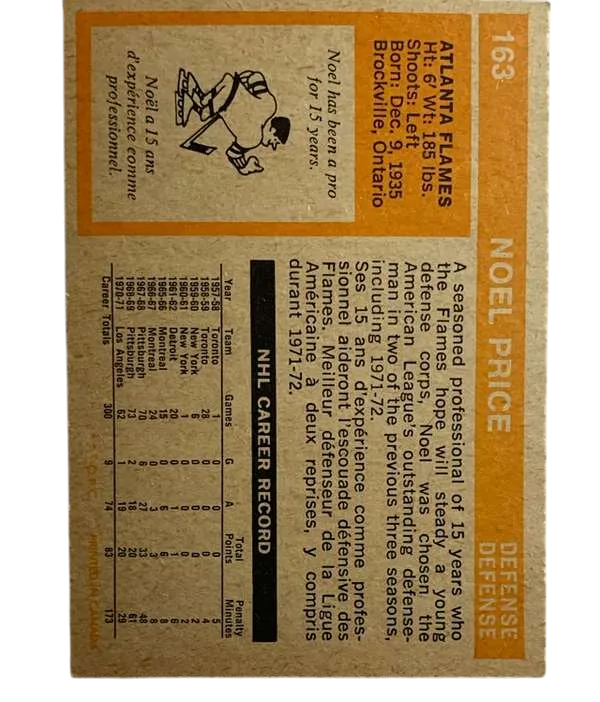 163 NOEL PRICE DEFENSE
DEFENSE
ATLANTA FLAMES
Ht: 6' Wt: 185 lbs.
Shoots: Left
Born: Dec. 9, 1935
Brockville, Ontario
Noel has been a pro
for 15 years.
Noël a 15 ans
d'expérience comme
professionnel.
A seasoned professional of 15 years who
the Flames hope will steady a young
defense corps, Noel was chosen the
American League's outstanding defense-
man in two of the previous three seasons,
including 1971-72.
Ses 15 ans d'expérience comme profes-
sionnel aideront l'escouade défensive des
Flames. Meilleur défenseur de la Ligue
Américaine à deux reprises, y compris
durant 1971-72.
NHL CAREER RECORD
Year Team Games G A Total Points Penalty Minutes
1957-58 Toronto 1 0 0 0 5
1958-59 Toronto 28 0 0 0 4
1959-60 New York 6 0 0 0 2
1960-61 New York 1 0 0 0 2
1961-62 Detroit 20 0 1 1 6
1965-66 Montreal 15 0 6 6 8
1966-67 Montreal 24 0 3 3 8
1967-68 Pittsburgh 70 6 27 33 48
1968-69 Pittsburgh 73 2 18 20 61
1970-71 Los Angeles 62 1 19 20 29
Career Totals 300 9 74 83 173
O.P.C. PRINTED IN CANADA